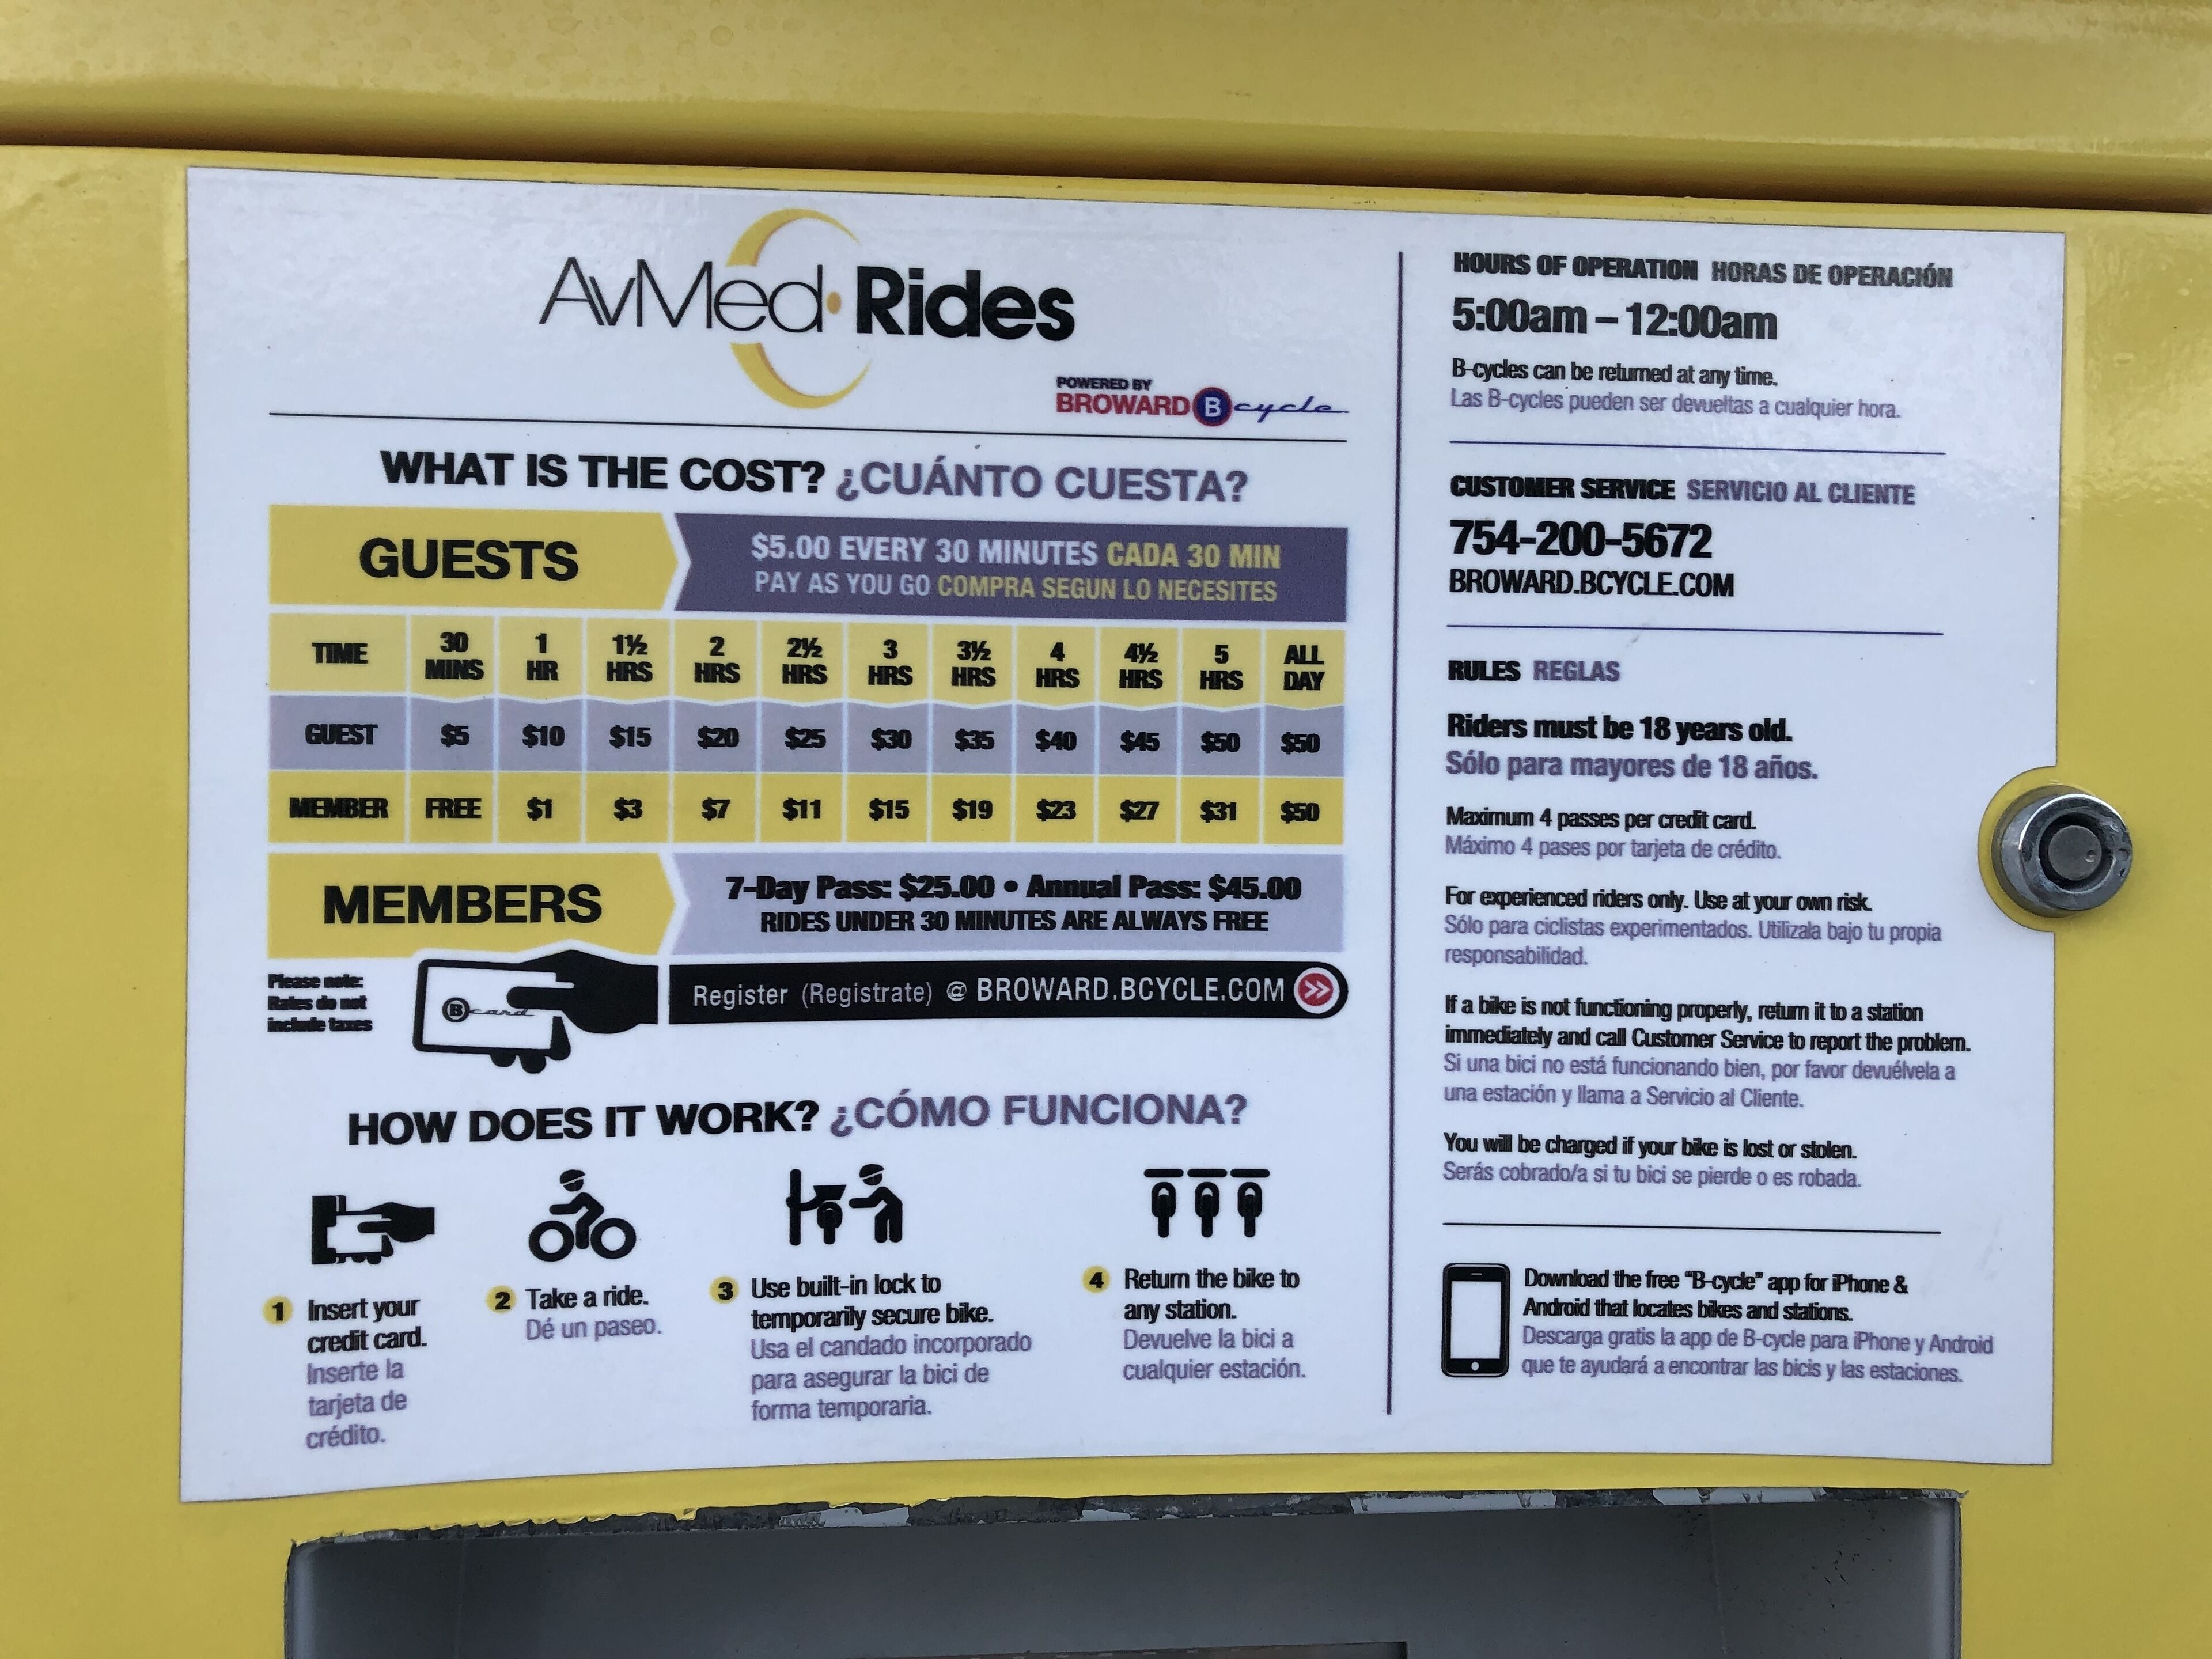 AvMed Rides
POWERED BY
BROWARD B cycle
WHAT IS THE COST? ¿CUÁNTO CUESTA?
GUESTS
$5.00 EVERY 30 MINUTES CADA 30 MIN
PAY AS YOU GO COMPRA SEGUN LO NECESITES
TIME 30 MINS 1 HR 1½ HRS 2 HRS 2½ HRS 3 HRS 3½ HRS 4 HRS 4½ HRS 5 HRS ALL DAY
GUEST $5 $10 $15 $20 $25 $30 $35 $40 $45 $50 $50
MEMBER FREE $1 $3 $7 $11 $15 $19 $23 $27 $31 $50
MEMBERS
7-Day Pass: $25.00 • Annual Pass: $45.00
RIDES UNDER 30 MINUTES ARE ALWAYS FREE
Please note:
Rates do not
include taxes
B card
Register (Registrate) @ BROWARD.BCYCLE.COM
HOW DOES IT WORK? ¿CÓMO FUNCIONA?
1 Insert your
credit card.
Inserte la
tarjeta de
crédito.
2 Take a ride.
Dé un paseo.
3 Use built-in lock to
temporarily secure bike.
Usa el candado incorporado
para asegurar la bici de
forma temporaria.
4 Return the bike to
any station.
Devuelve la bici a
cualquier estación.
HOURS OF OPERATION HORAS DE OPERACIÓN
5:00am – 12:00am
B-cycles can be returned at any time.
Las B-cycles pueden ser devueltas a cualquier hora.
CUSTOMER SERVICE SERVICIO AL CLIENTE
754-200-5672
BROWARD.BCYCLE.COM
RULES REGLAS
Riders must be 18 years old.
Sólo para mayores de 18 años.
Maximum 4 passes per credit card.
Máximo 4 pases por tarjeta de crédito.
For experienced riders only. Use at your own risk.
Sólo para ciclistas experimentados. Utilizala bajo tu propia
responsabilidad.
If a bike is not functioning properly, return it to a station
immediately and call Customer Service to report the problem.
Si una bici no está funcionando bien, por favor devuélvela a
una estación y llama a Servicio al Cliente.
You will be charged if your bike is lost or stolen.
Serás cobrado/a si tu bici se pierde o es robada.
Download the free "B-cycle" app for iPhone &
Android that locates bikes and stations.
Descarga gratis la app de B-cycle para iPhone y Android
que te ayudará a encontrar las bicis y las estaciones.